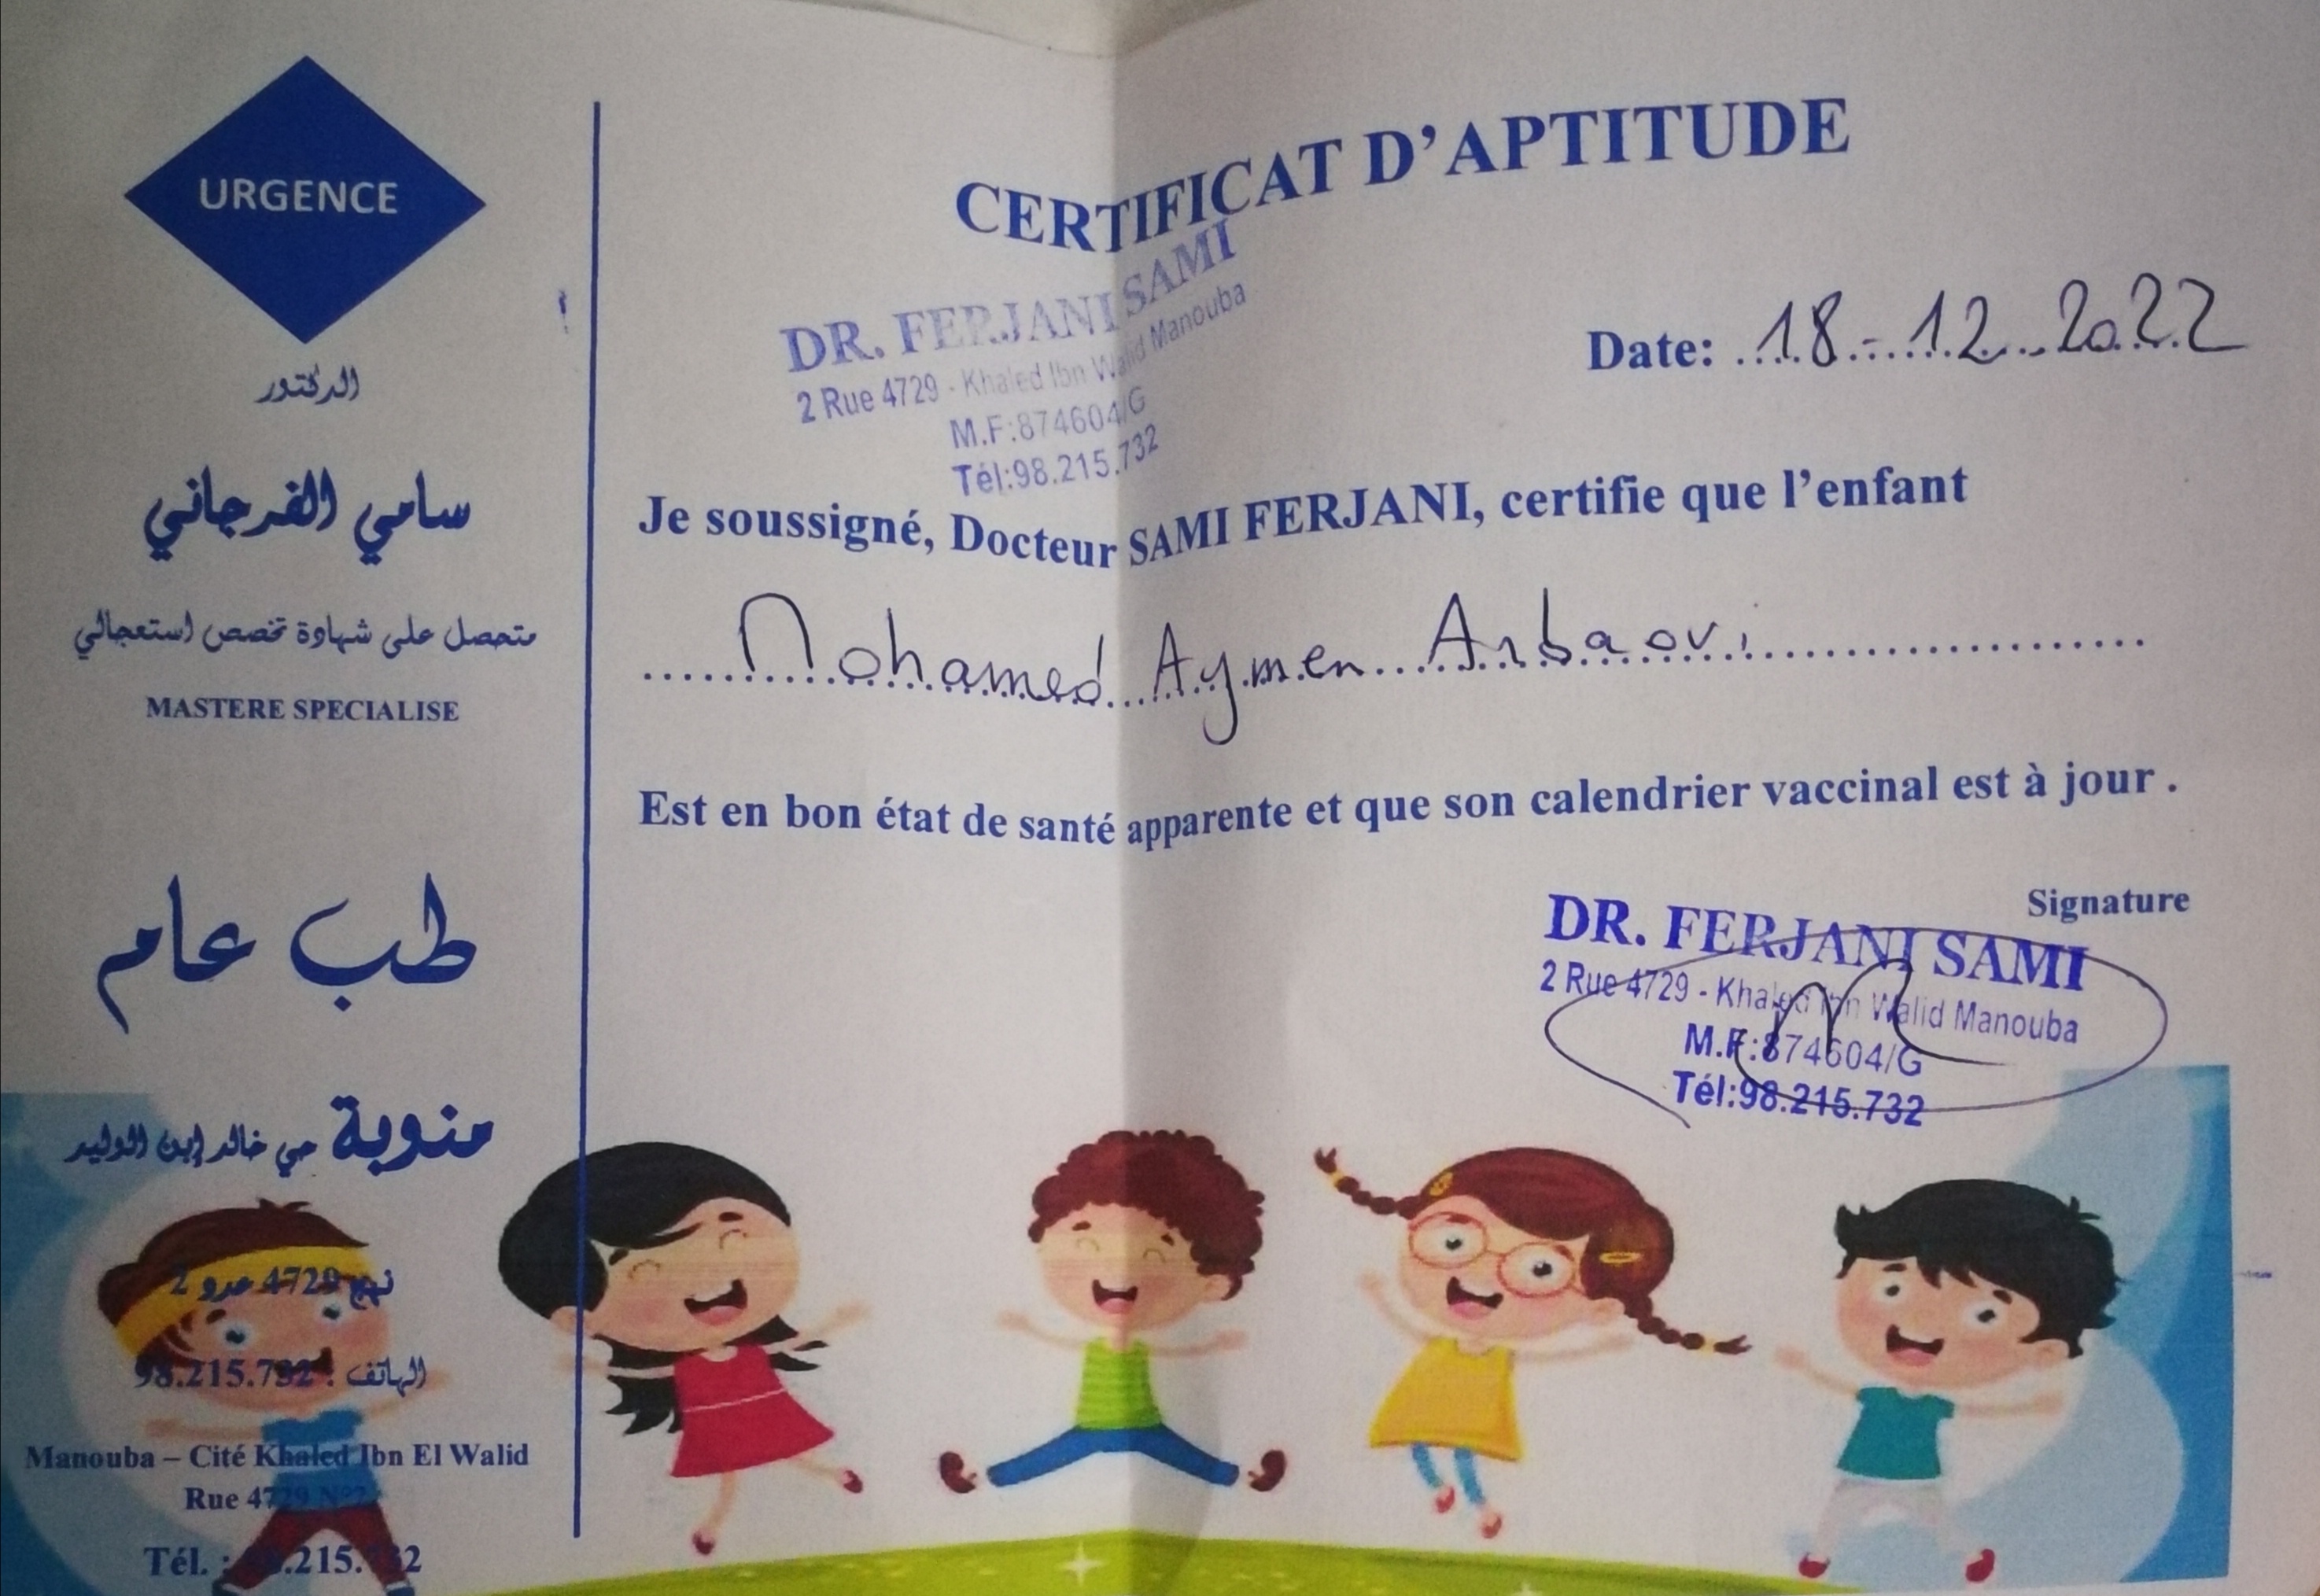 URGENCE
الدكتور
سامي الفرجاني
متحصل على شهادة تخصص استعجالي
MASTERE SPECIALISE
طب عام
منوبة حي خالد إبن الوليد
نهج 4729 عدد 2
الهاتف : 98.215.732
Manouba – Cité Khaled Ibn El Walid
Rue 4729 N°2
Tél. : 98.215.732
CERTIFICAT D'APTITUDE
DR. FERJANI SAMI
2 Rue 4729 - Khaled Ibn Walid Manouba
M.F:874604/G
Tél:98.215.732
Date: 18-12-2022
Je soussigné, Docteur SAMI FERJANI, certifie que l'enfant
Mohamed Aymen Arbaoui
Est en bon état de santé apparente et que son calendrier vaccinal est à jour .
Signature
DR. FERJANI SAMI
2 Rue 4729 - Khaled Ibn Walid Manouba
M.F:874604/G
Tél:98.215.732